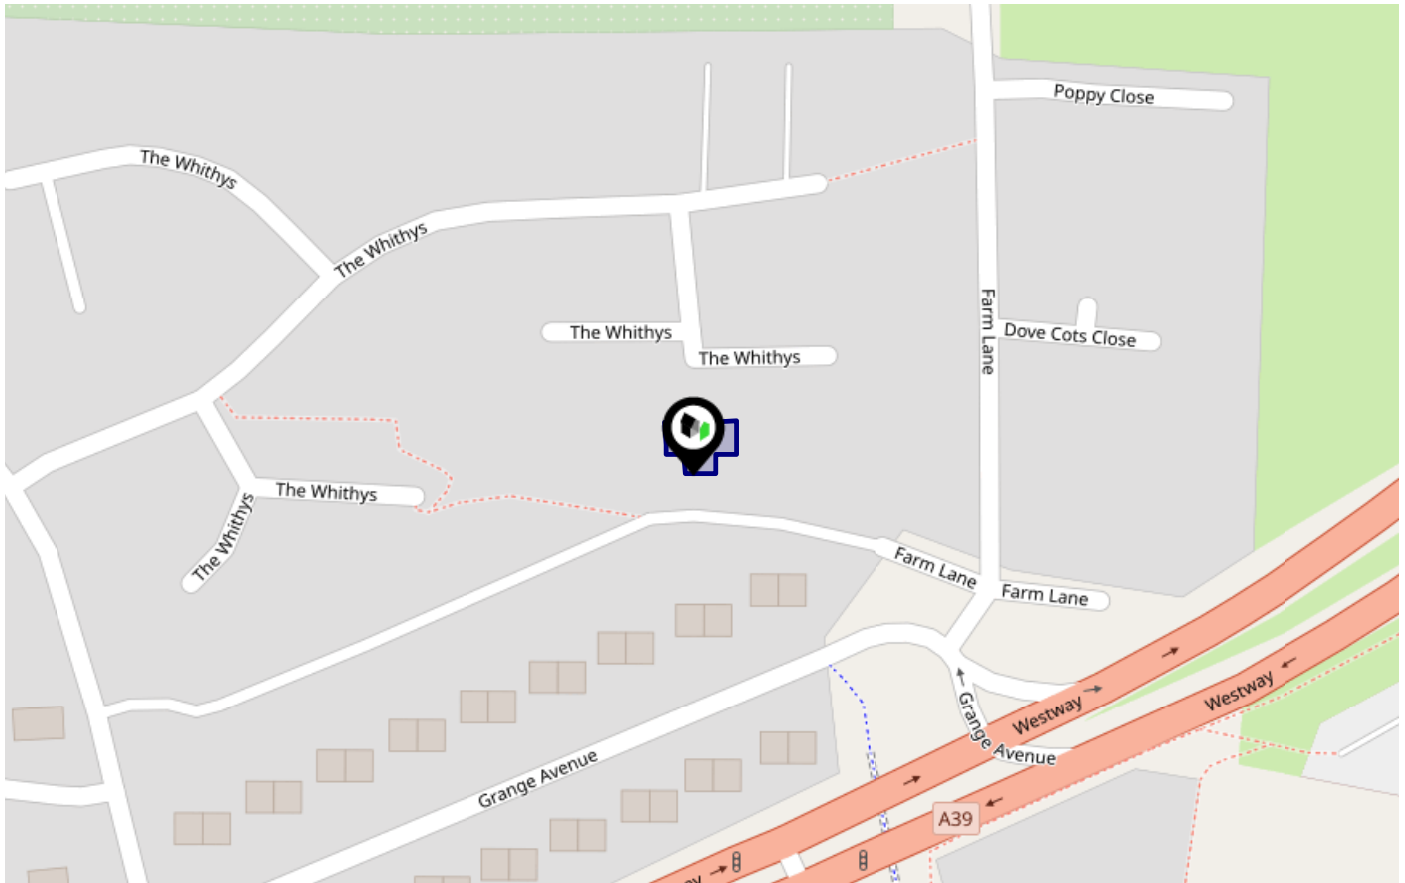 Poppy Close
The Whithys
The Whithys
Farm Lane
The Whithys
Dove Cots Close
The Whithys
The Whithys
The Whithys
Farm Lane
Farm Lane
Westway
Westway
Grange Avenue
Grange Avenue
A39